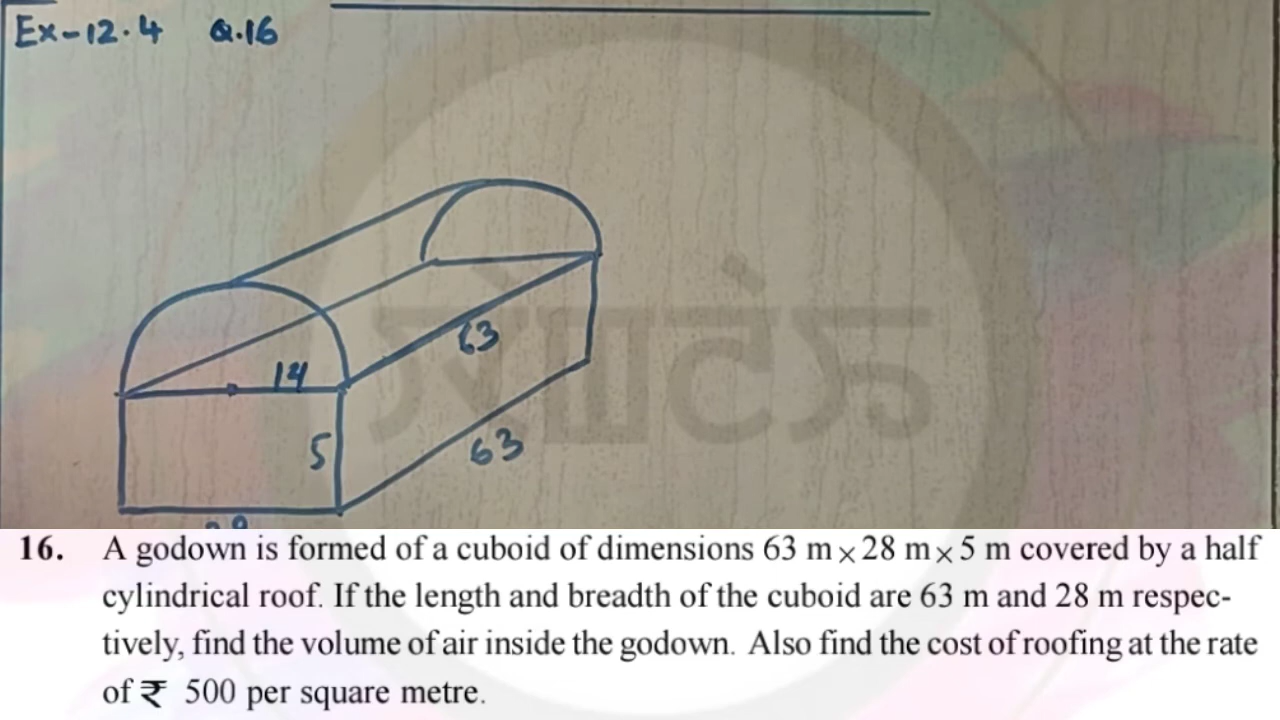 Ex-12.4 Q.16
14
63
5
63
16. A godown is formed of a cuboid of dimensions 63 m × 28 m × 5 m covered by a half
cylindrical roof. If the length and breadth of the cuboid are 63 m and 28 m respec-
tively, find the volume of air inside the godown. Also find the cost of roofing at the rate
of ₹ 500 per square metre.